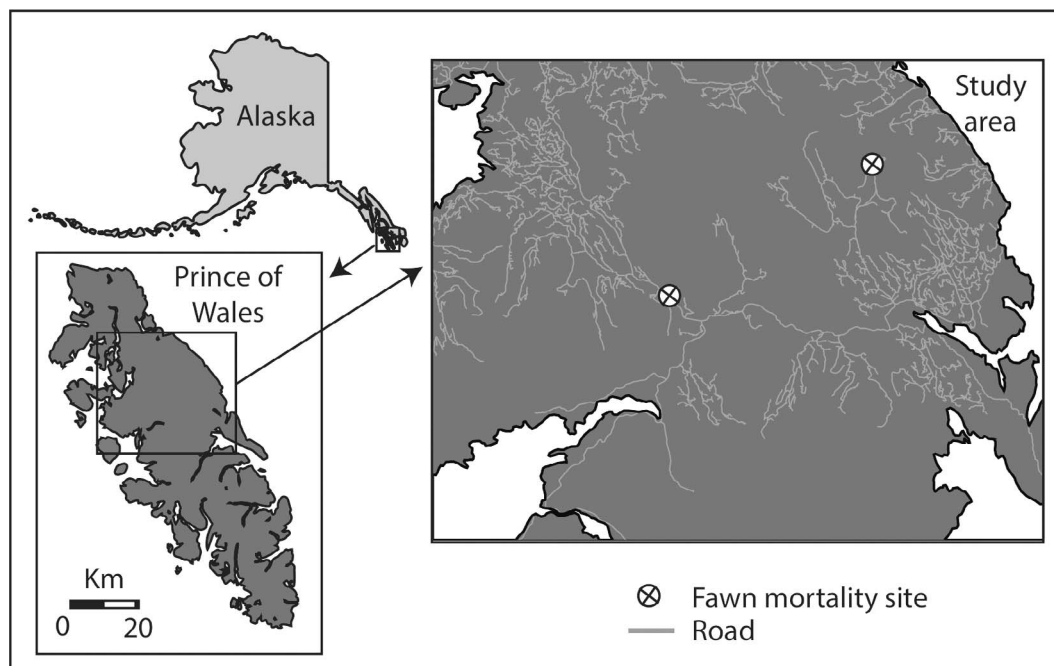 Alaska
Study
area
Prince of
Wales
Km
0 20
Fawn mortality site
Road